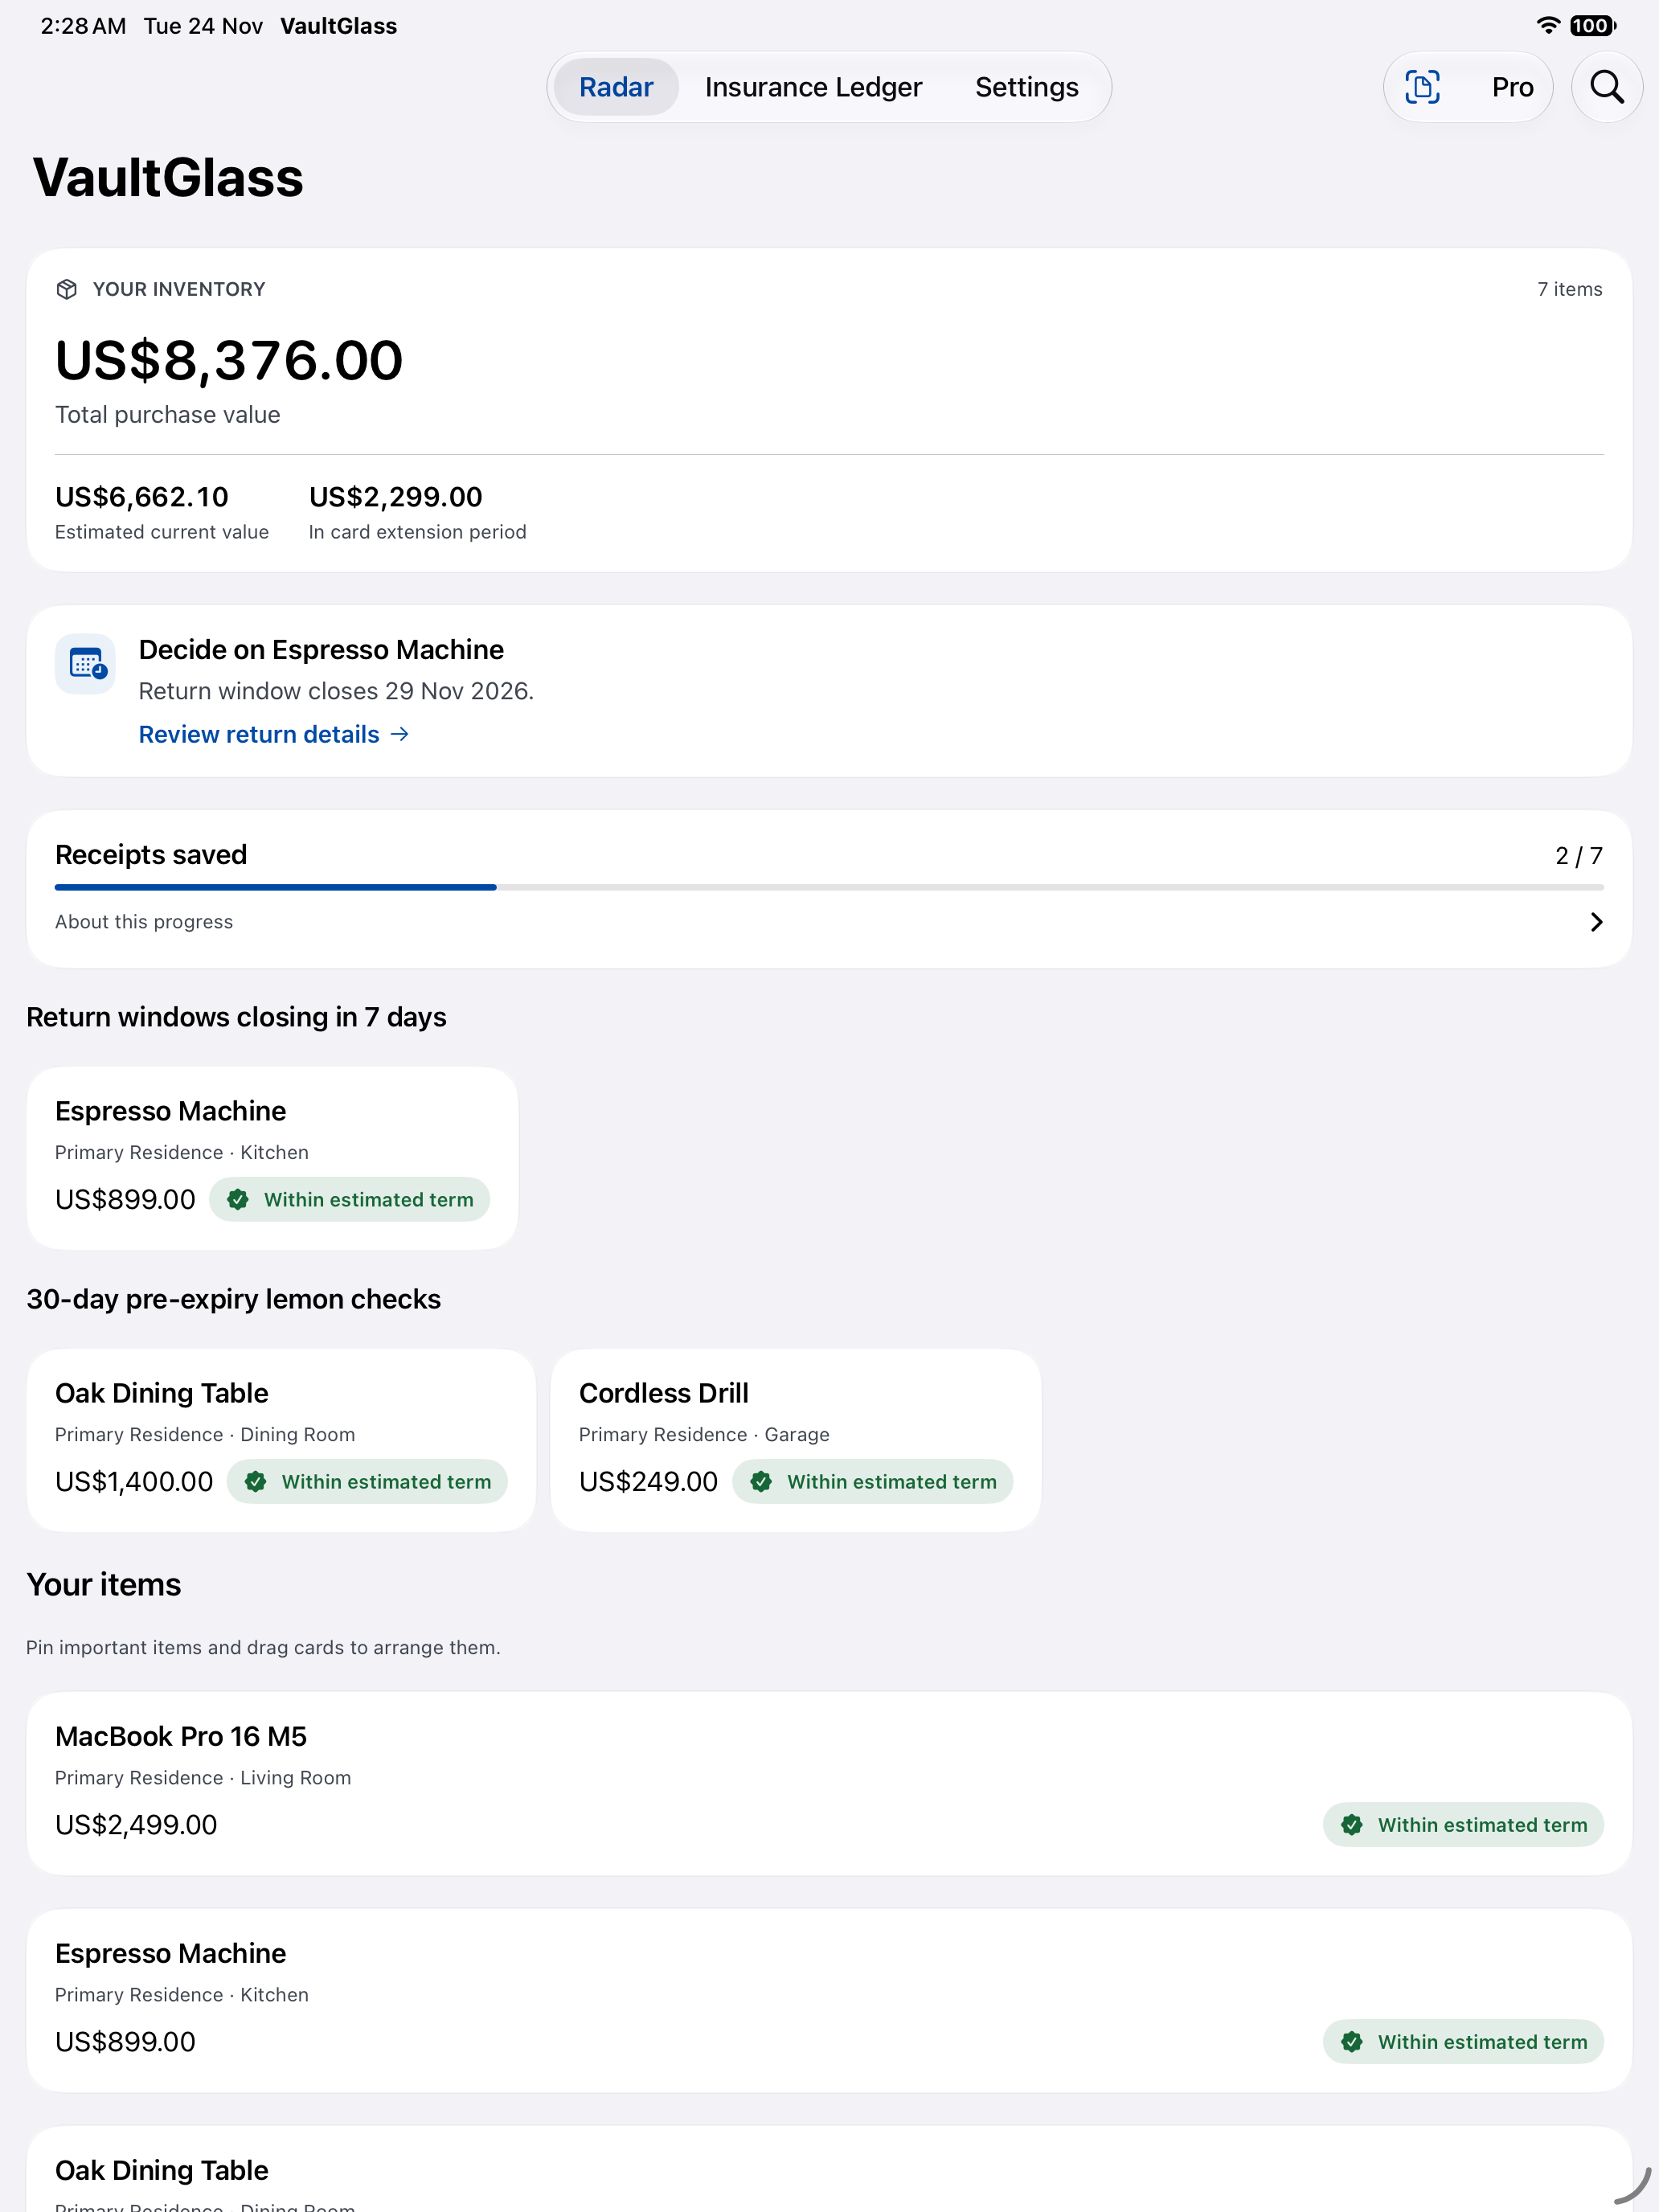 2:28 AM Tue 24 Nov VaultGlass
100
Radar Insurance Ledger Settings
Pro
VaultGlass
YOUR INVENTORY
7 items
US$8,376.00
Total purchase value
US$6,662.10 US$2,299.00
Estimated current value In card extension period
Decide on Espresso Machine
Return window closes 29 Nov 2026.
Review return details →
Receipts saved
2 / 7
About this progress
Return windows closing in 7 days
Espresso Machine
Primary Residence · Kitchen
US$899.00 Within estimated term
30-day pre-expiry lemon checks
Oak Dining Table
Primary Residence · Dining Room
US$1,400.00 Within estimated term
Cordless Drill
Primary Residence · Garage
US$249.00 Within estimated term
Your items
Pin important items and drag cards to arrange them.
MacBook Pro 16 M5
Primary Residence · Living Room
US$2,499.00 Within estimated term
Espresso Machine
Primary Residence · Kitchen
US$899.00 Within estimated term
Oak Dining Table
Primary Residence · Dining Room